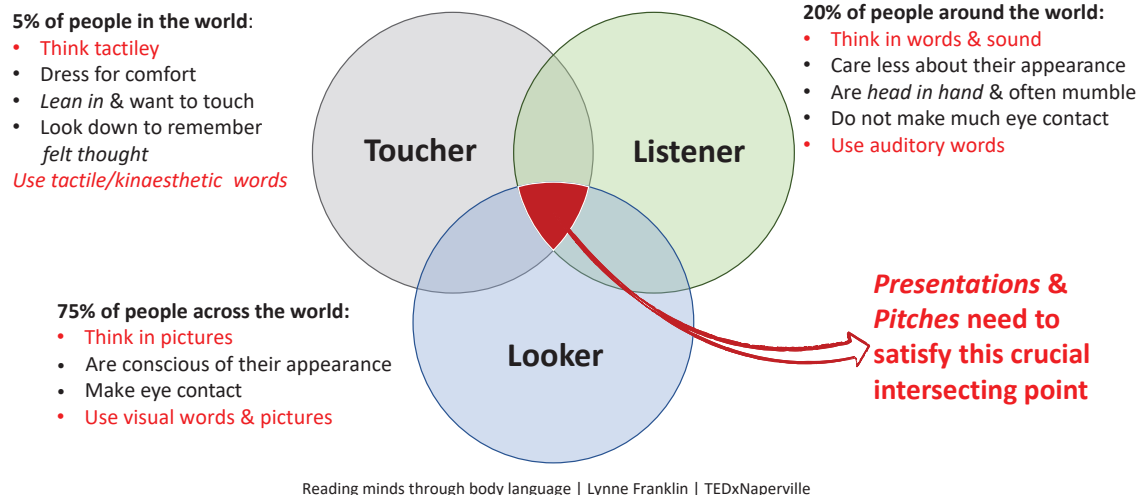 5% of people in the world:
• Think tactiley
• Dress for comfort
• Lean in & want to touch
• Look down to remember
felt thought
Use tactile/kinaesthetic words
20% of people around the world:
• Think in words & sound
• Care less about their appearance
• Are head in hand & often mumble
• Do not make much eye contact
• Use auditory words
Toucher
Listener
75% of people across the world:
• Think in pictures
• Are conscious of their appearance
• Make eye contact
• Use visual words & pictures
Looker
Presentations &
Pitches need to
satisfy this crucial
intersecting point
Reading minds through body language | Lynne Franklin | TEDxNaperville